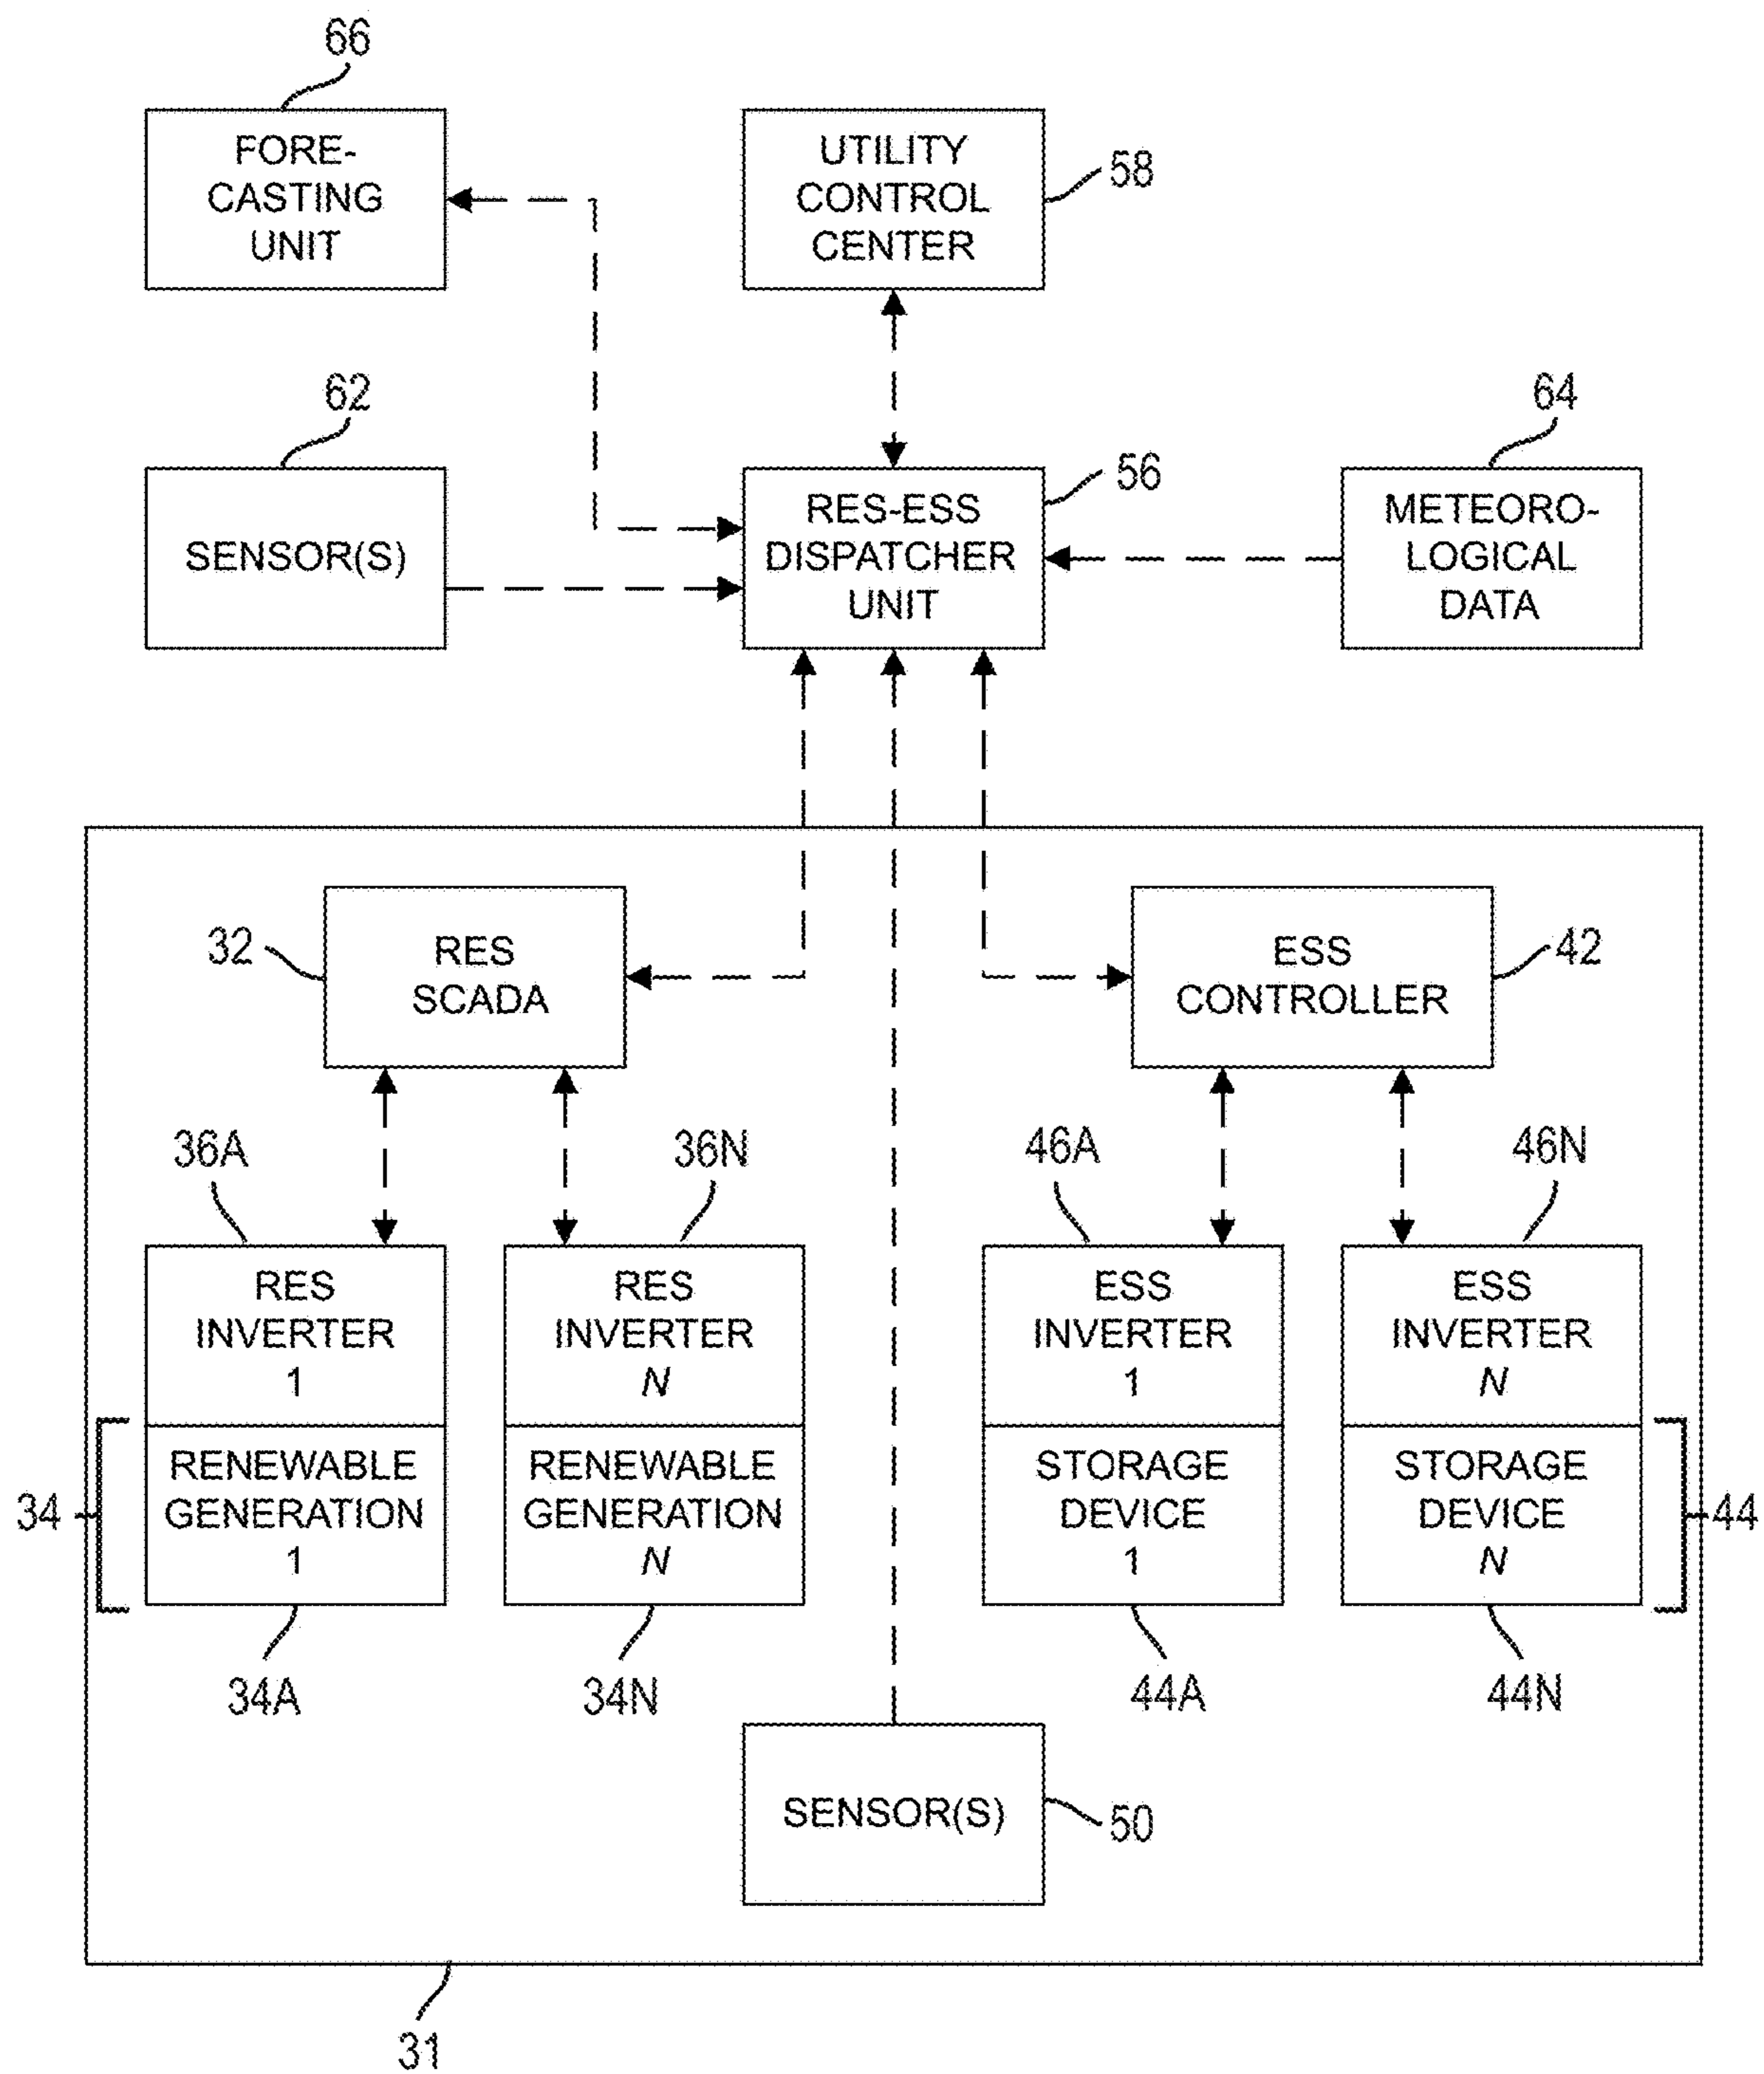 66
FORE-
CASTING
UNIT
UTILITY
CONTROL
CENTER
58
62
SENSOR(S)
RES-ESS
DISPATCHER
UNIT
56
64
METEORO-
LOGICAL
DATA
32
RES
SCADA
ESS
CONTROLLER
42
36A
36N
46A
46N
RES
INVERTER
1
RES
INVERTER
N
ESS
INVERTER
1
ESS
INVERTER
N
34
RENEWABLE
GENERATION
1
RENEWABLE
GENERATION
N
STORAGE
DEVICE
1
STORAGE
DEVICE
N
44
34A
34N
44A
44N
SENSOR(S)
50
31